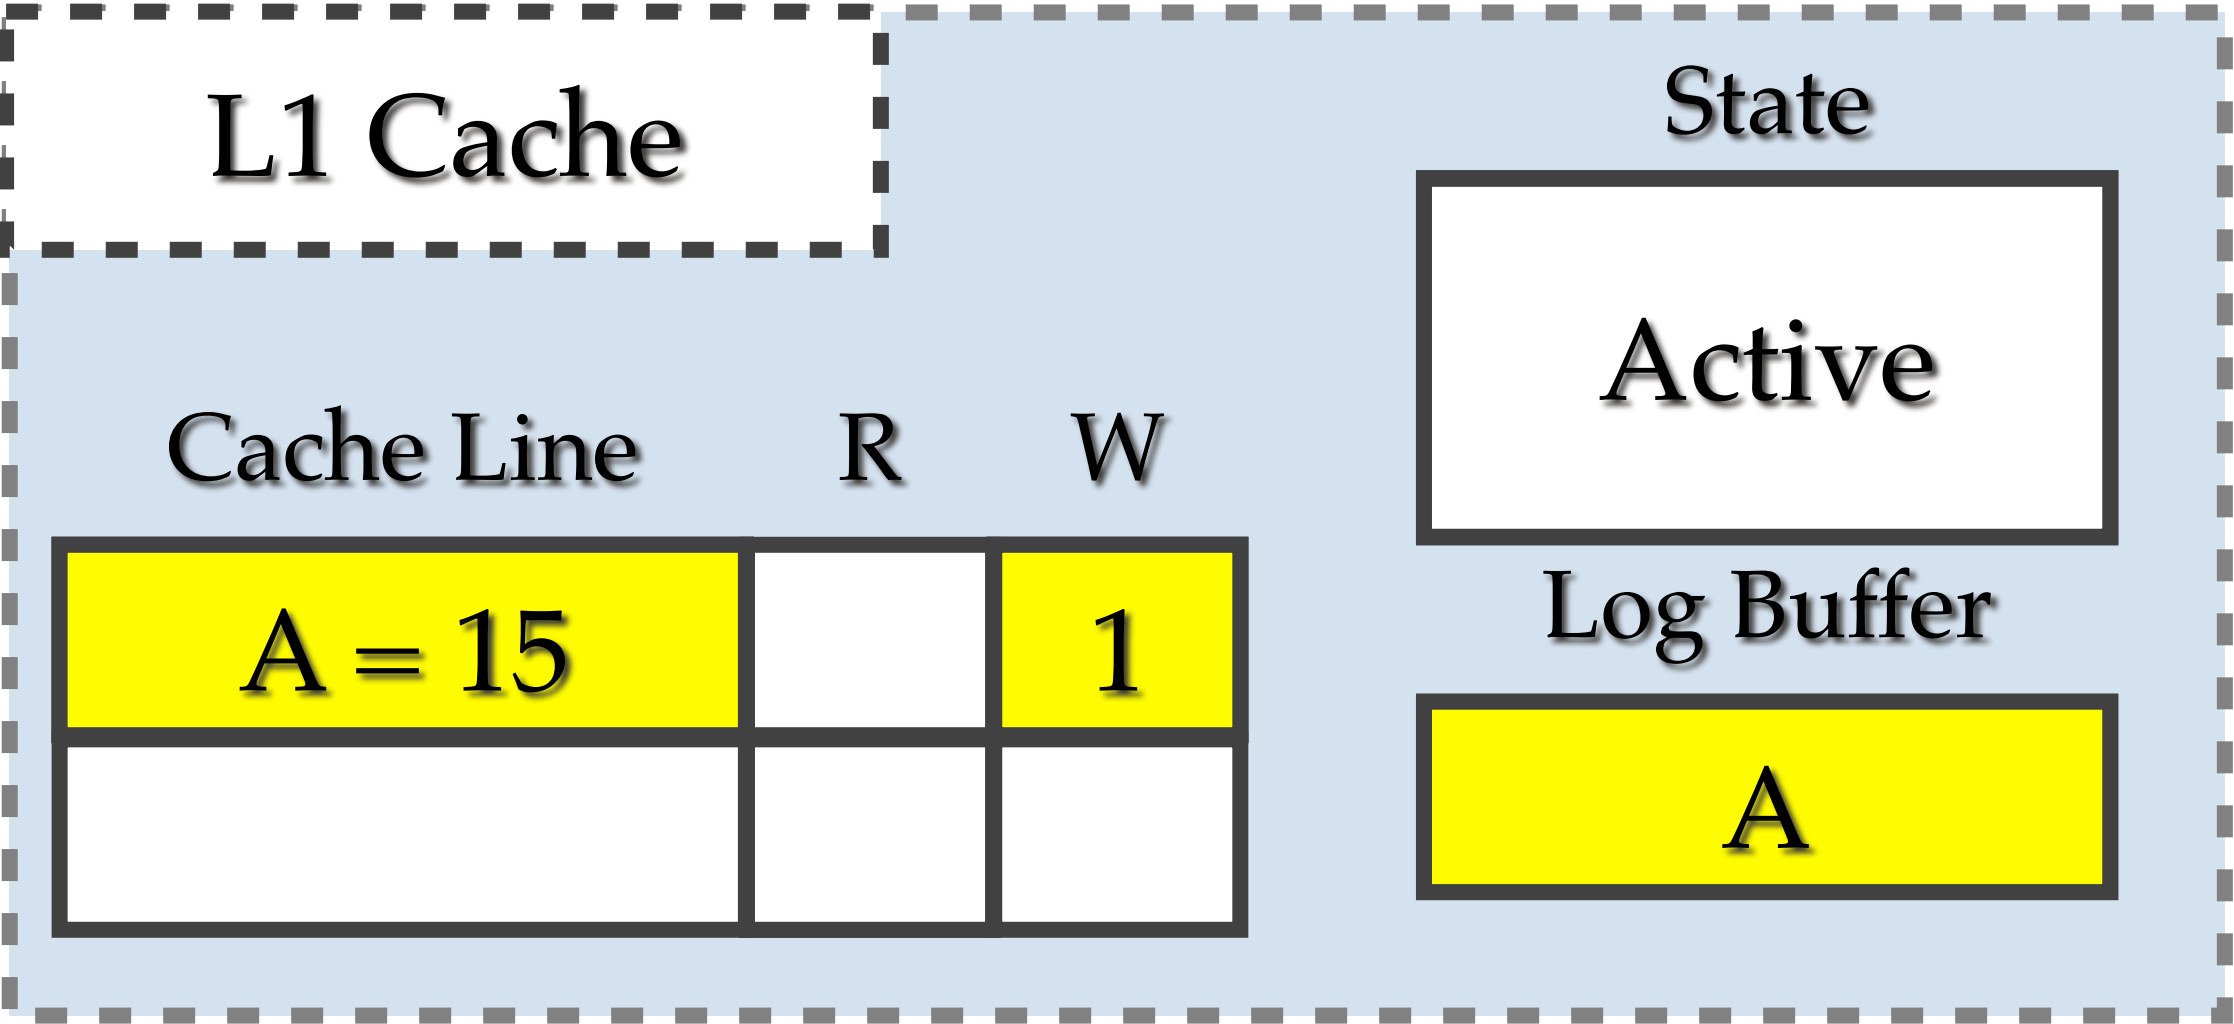 L1 Cache
State
Active
Cache Line R W
A = 15 1
Log Buffer
A